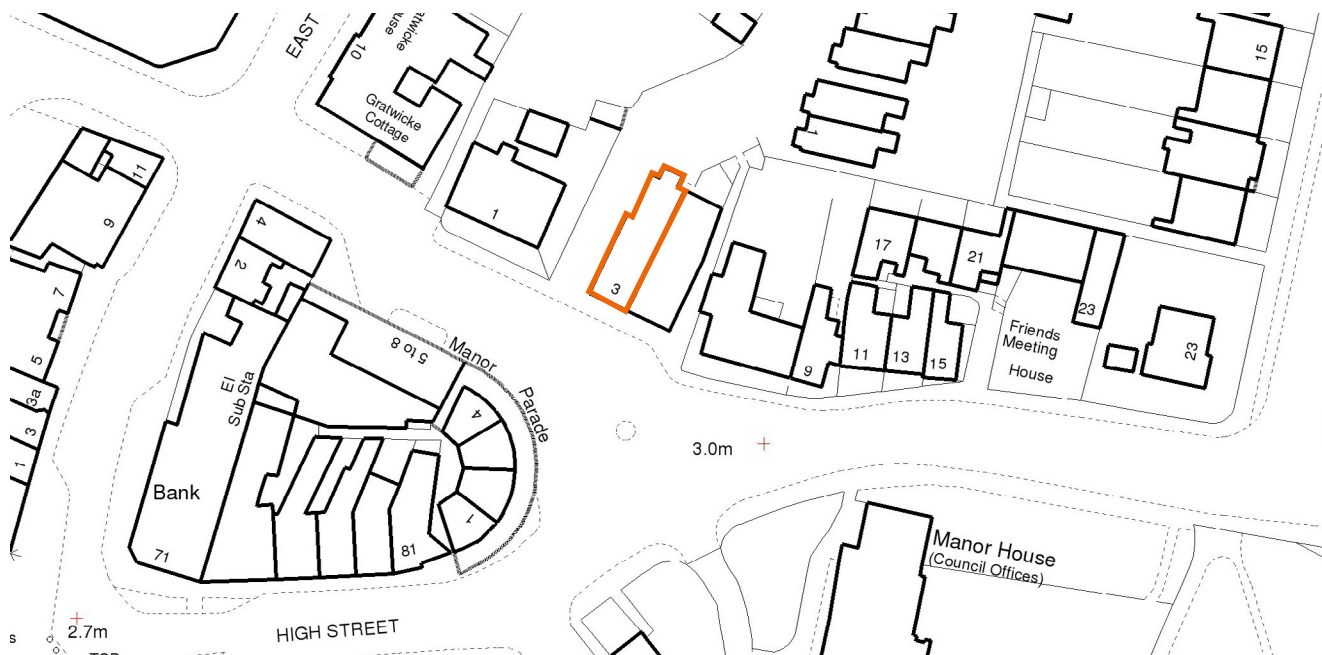 EAST
10
Gratwicke
Cottage
11
9
7
5
3a
3
1
4
2
1
3
1
15
17
21
23
23
9
11
13
15
Friends
Meeting
House
5 to 8
Manor
Parade
4
1
El
Sub Sta
Bank
71
81
3.0m
Manor House
(Council Offices)
HIGH STREET
2.7m